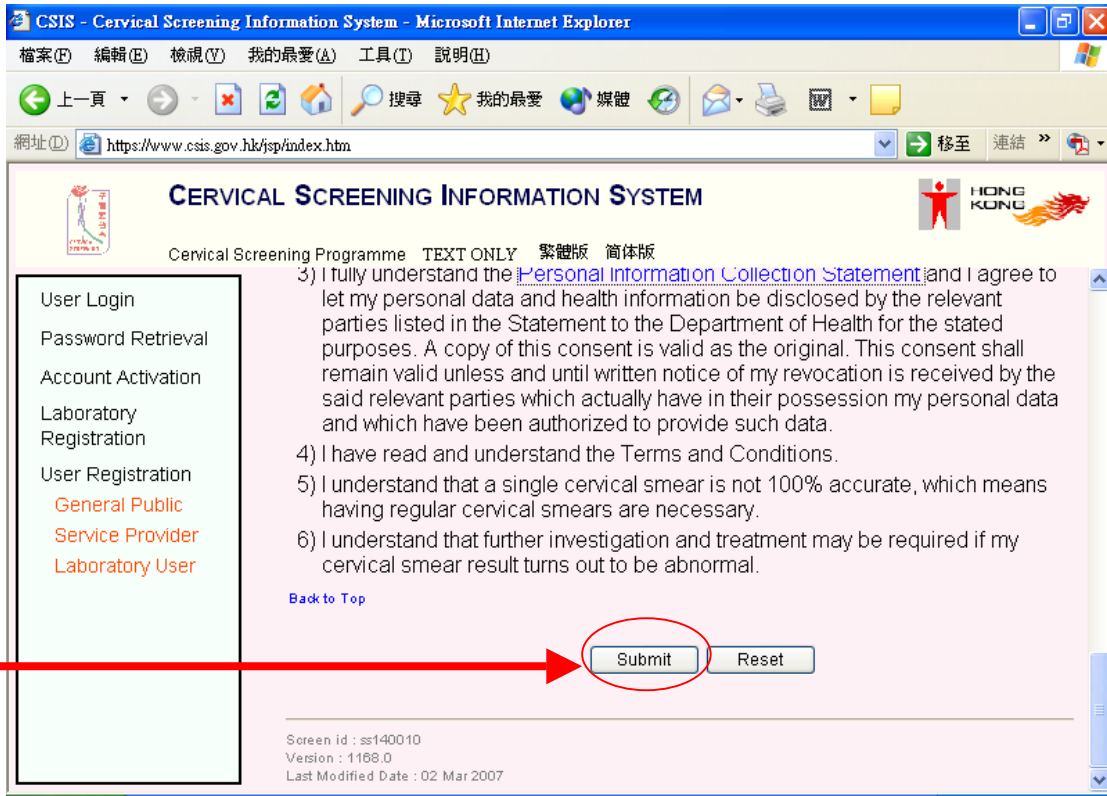 CSIS - Cervical Screening Information System - Microsoft Internet Explorer
檔案(F) 編輯(E) 檢視(V) 我的最愛(A) 工具(T) 說明(H)
上一頁 搜尋 我的最愛 媒體
網址(D) https://www.csis.gov.hk/jsp/index.htm 移至 連結 »
CERVICAL SCREENING INFORMATION SYSTEM
HONG
KONG
Cervical Screening Programme TEXT ONLY 繁體版 简体版
User Login
Password Retrieval
Account Activation
Laboratory
Registration
User Registration
General Public
Service Provider
Laboratory User
3) I fully understand the Personal Information Collection Statement and I agree to
let my personal data and health information be disclosed by the relevant
parties listed in the Statement to the Department of Health for the stated
purposes. A copy of this consent is valid as the original. This consent shall
remain valid unless and until written notice of my revocation is received by the
said relevant parties which actually have in their possession my personal data
and which have been authorized to provide such data.
4) I have read and understand the Terms and Conditions.
5) I understand that a single cervical smear is not 100% accurate, which means
having regular cervical smears are necessary.
6) I understand that further investigation and treatment may be required if my
cervical smear result turns out to be abnormal.
Back to Top
Submit Reset
Screen id : ss140010
Version : 1168.0
Last Modified Date : 02 Mar 2007